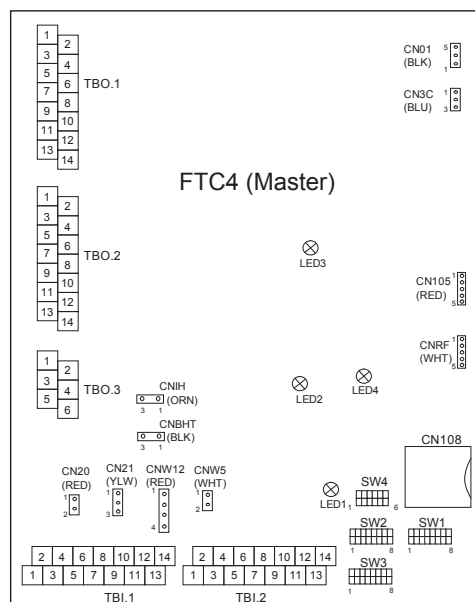 1
2
3
4
5
6
7
8
9
10
11
12
13
14
TBO.1
CN01
(BLK)
5
1
CN3C
(BLU)
1
3
FTC4 (Master)
1
2
3
4
5
6
7
8
9
10
11
12
13
14
TBO.2
LED3
CN105
(RED)
1
5
CNRF
(WHT)
1
5
1
2
3
4
5
6
TBO.3
CNIH
(ORN)
3 1
CNBHT
(BLK)
3 1
LED2
LED4
CN108
CN20
(RED)
1
2
CN21
(YLW)
1
3
CNW12
(RED)
1
4
CNW5
(WHT)
1
2
LED1
SW4
1 6
SW2
1 8
SW1
1 8
SW3
1 8
2 4 6 8 10 12 14
1 3 5 7 9 11 13
TBI.1
2 4 6 8 10 12 14
1 3 5 7 9 11 13
TBI.2